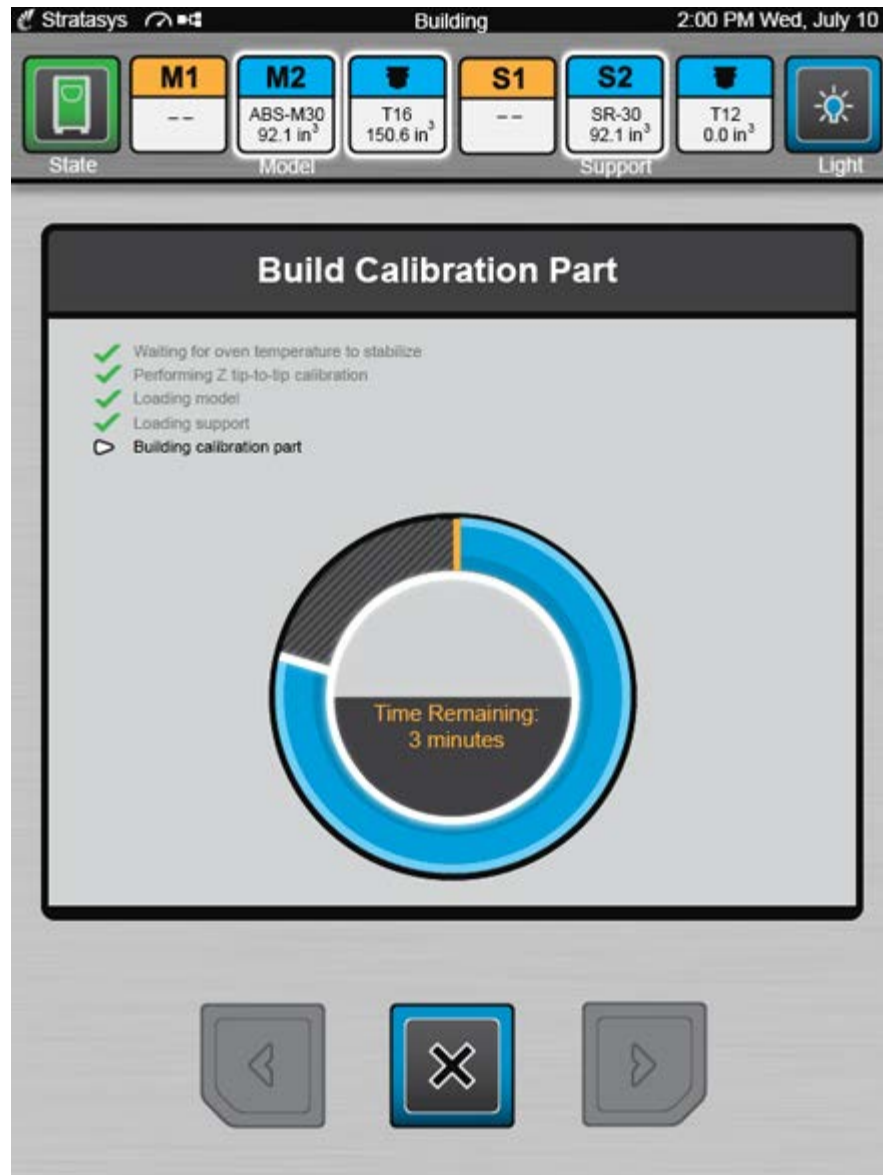 Stratasys Building 2:00 PM Wed, July 10
M1 M2 S1 S2
-- ABS-M30 T16 -- SR-30 T12
92.1 in³ 150.6 in³ 92.1 in³ 0.0 in³
State Model Support Light
Build Calibration Part
Waiting for oven temperature to stabilize
Performing Z tip-to-tip calibration
Loading model
Loading support
Building calibration part
Time Remaining:
3 minutes